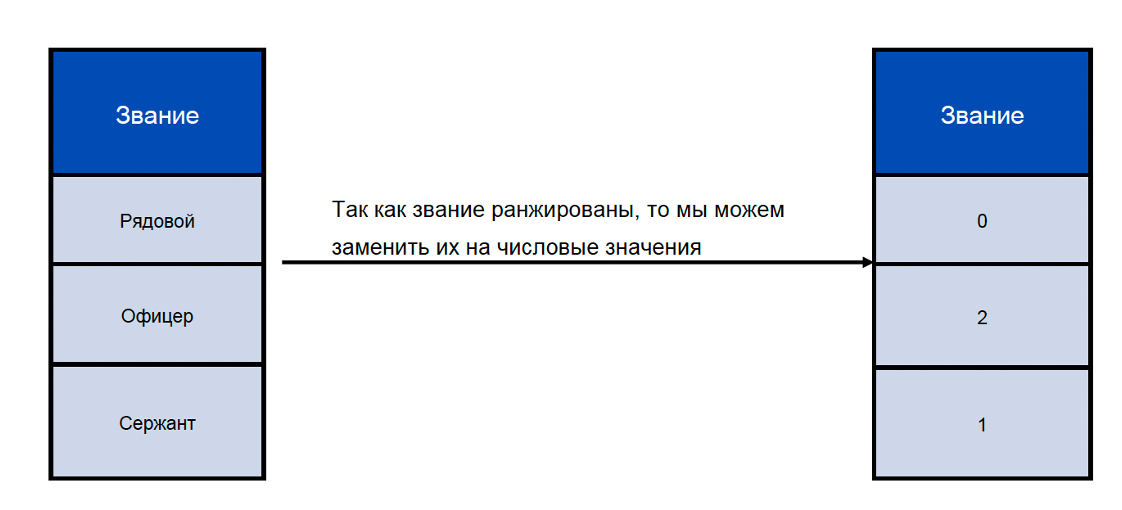 Звание
Рядовой
Офицер
Сержант
Так как звание ранжированы, то мы можем
заменить их на числовые значения
Звание
0
2
1